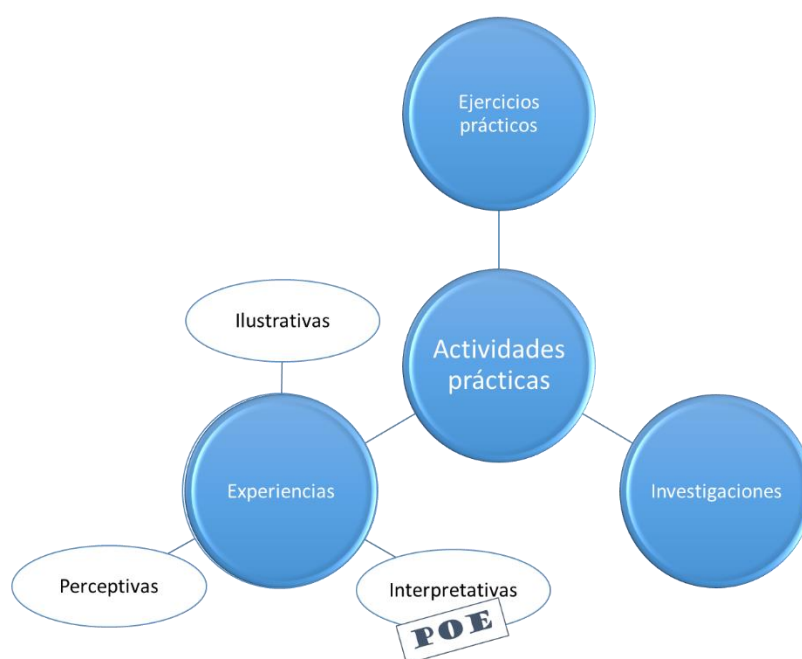 Ejercicios
prácticos
Ilustrativas
Actividades
prácticas
Experiencias
Investigaciones
Perceptivas
Interpretativas
POE